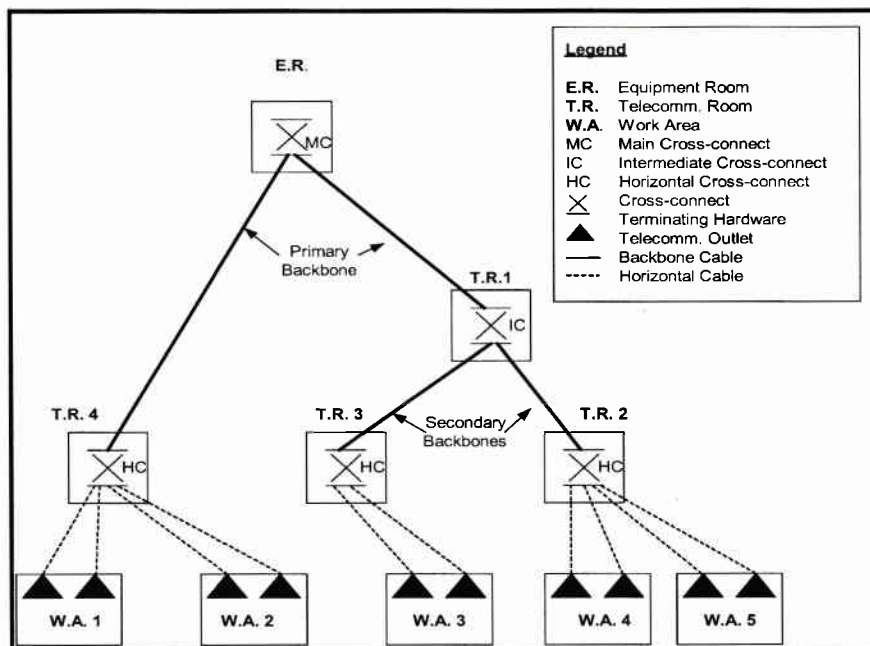 E.R.
MC
Primary
Backbone
T.R.1
IC
T.R. 4
T.R. 3
Secondary
Backbones
T.R. 2
HC
HC
HC
W.A. 1
W.A. 2
W.A. 3
W.A. 4
W.A. 5
Legend
E.R. Equipment Room
T.R. Telecomm. Room
W.A. Work Area
MC Main Cross-connect
IC Intermediate Cross-connect
HC Horizontal Cross-connect
Cross-connect
Terminating Hardware
Telecomm. Outlet
Backbone Cable
Horizontal Cable